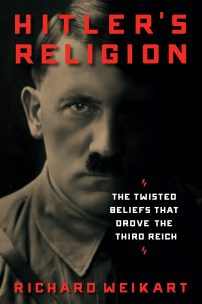 HITLER'S
RELIGION
THE TWISTED
BELIEFS THAT
DROVE THE
THIRD REICH
RICHARD WEIKART